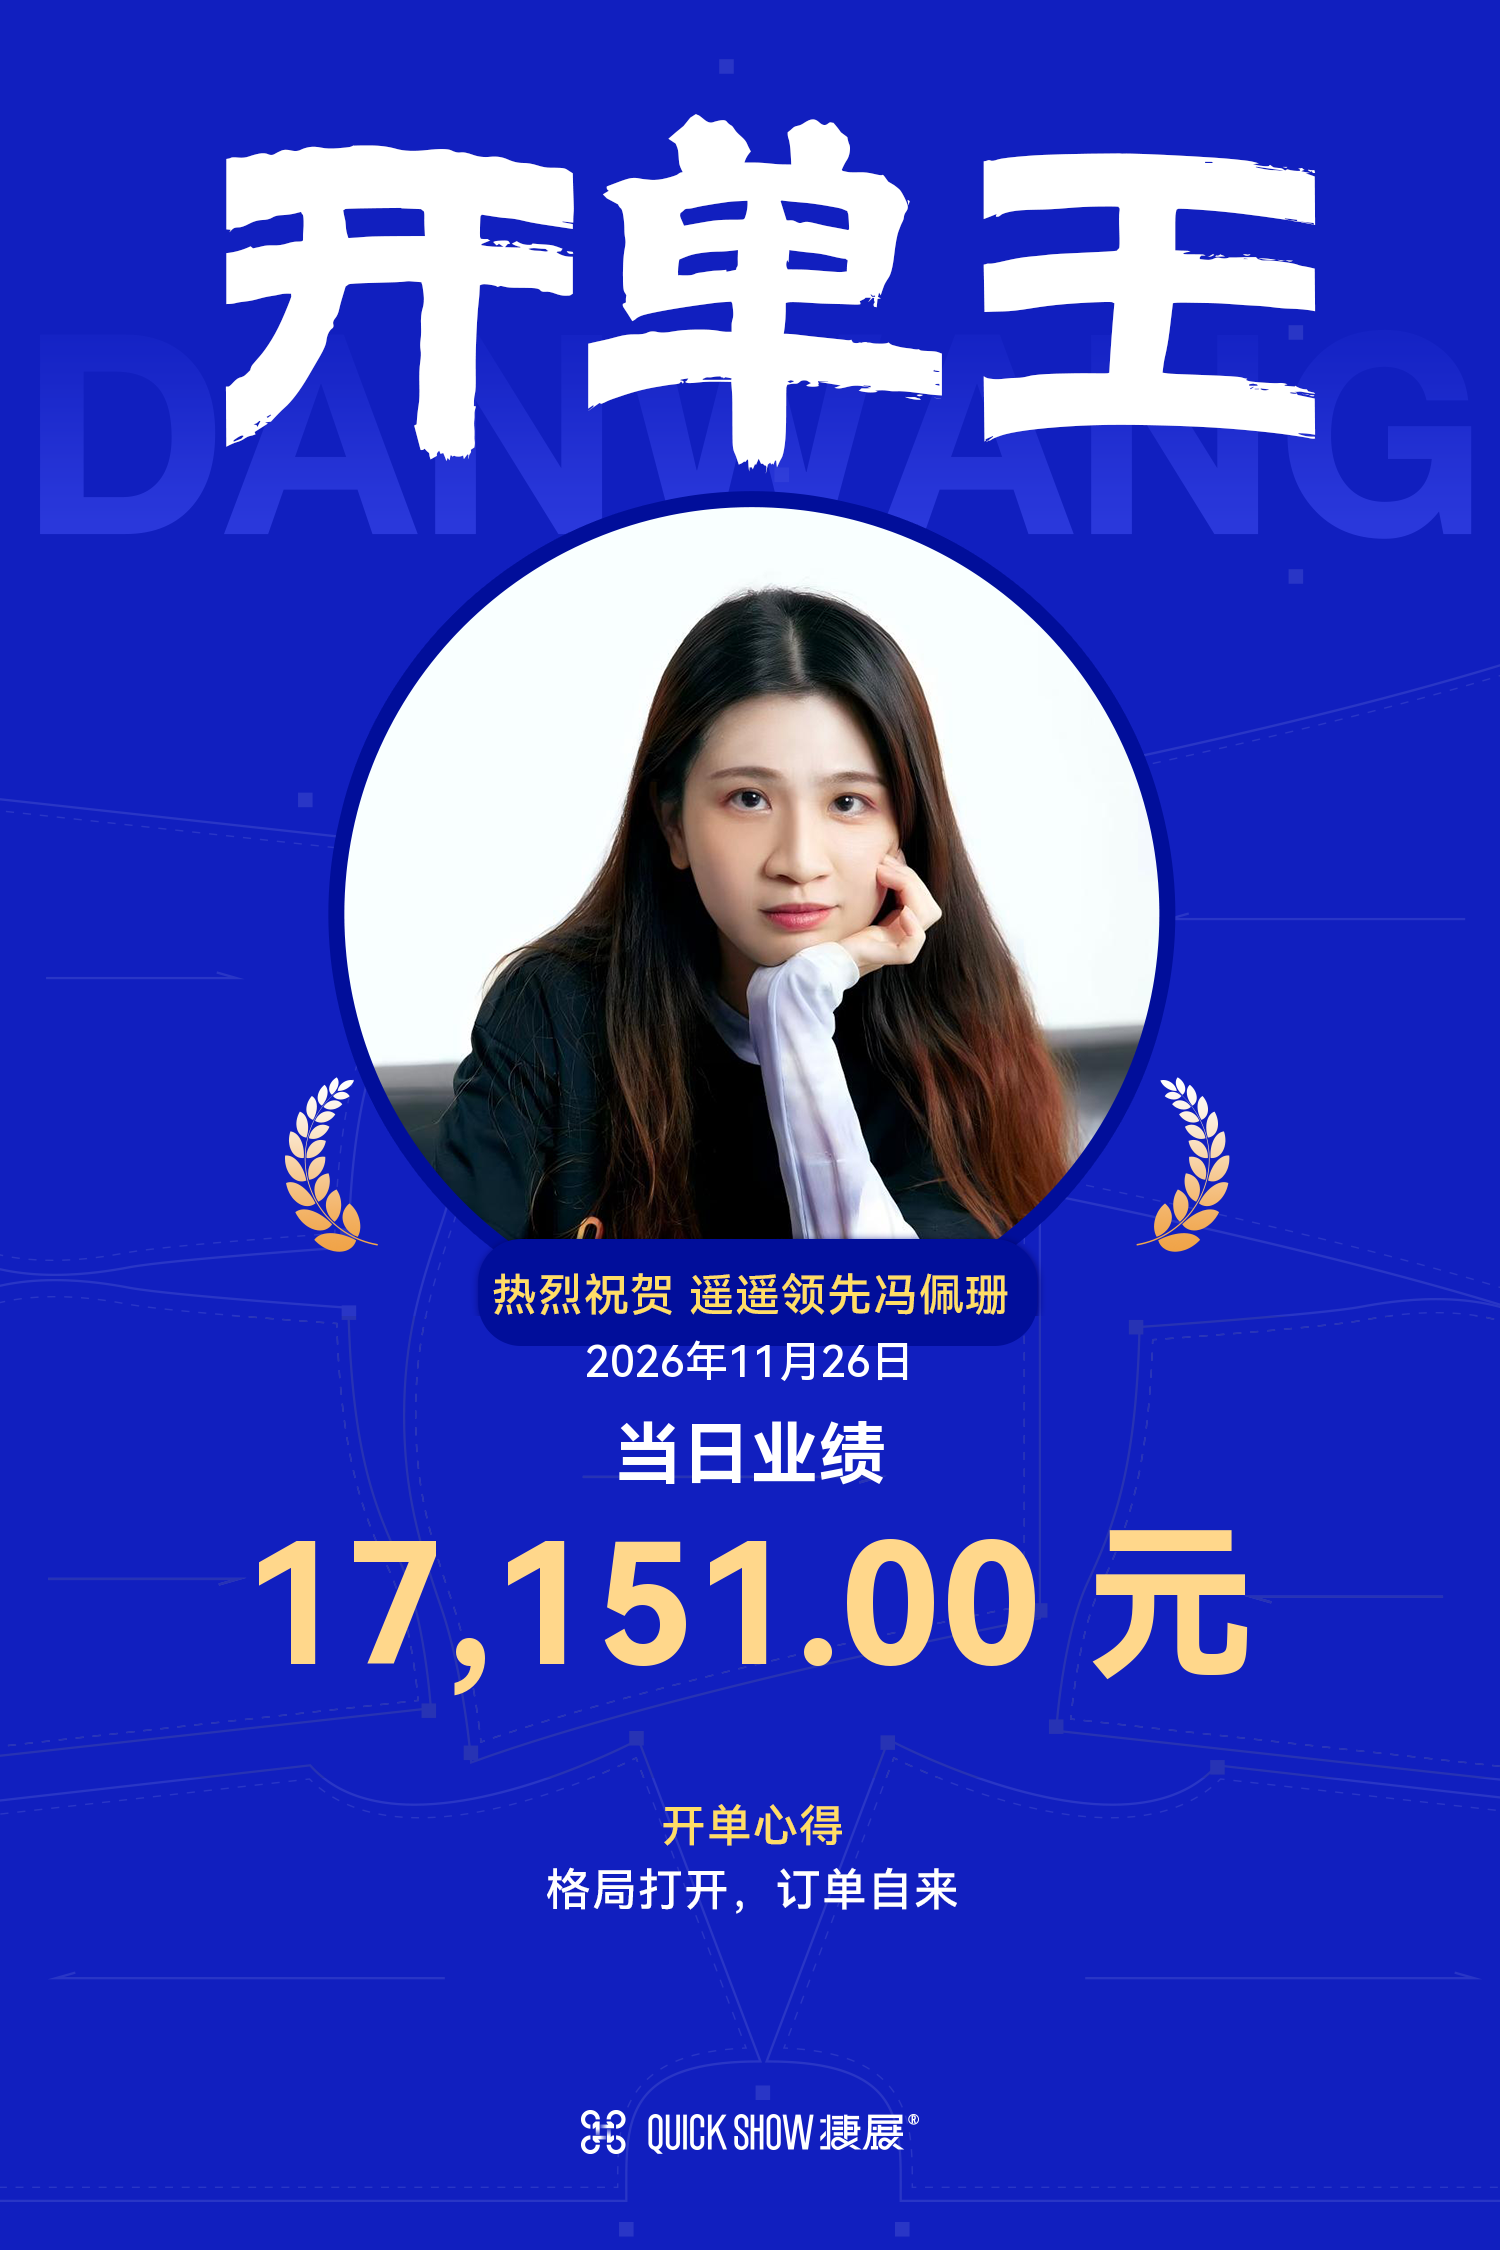 开单王
DANWANG
热烈祝贺 遥遥领先冯佩珊
2026年11月26日
当日业绩
17,151.00 元
开单心得
格局打开，订单自来
QUICK SHOW 捷展®